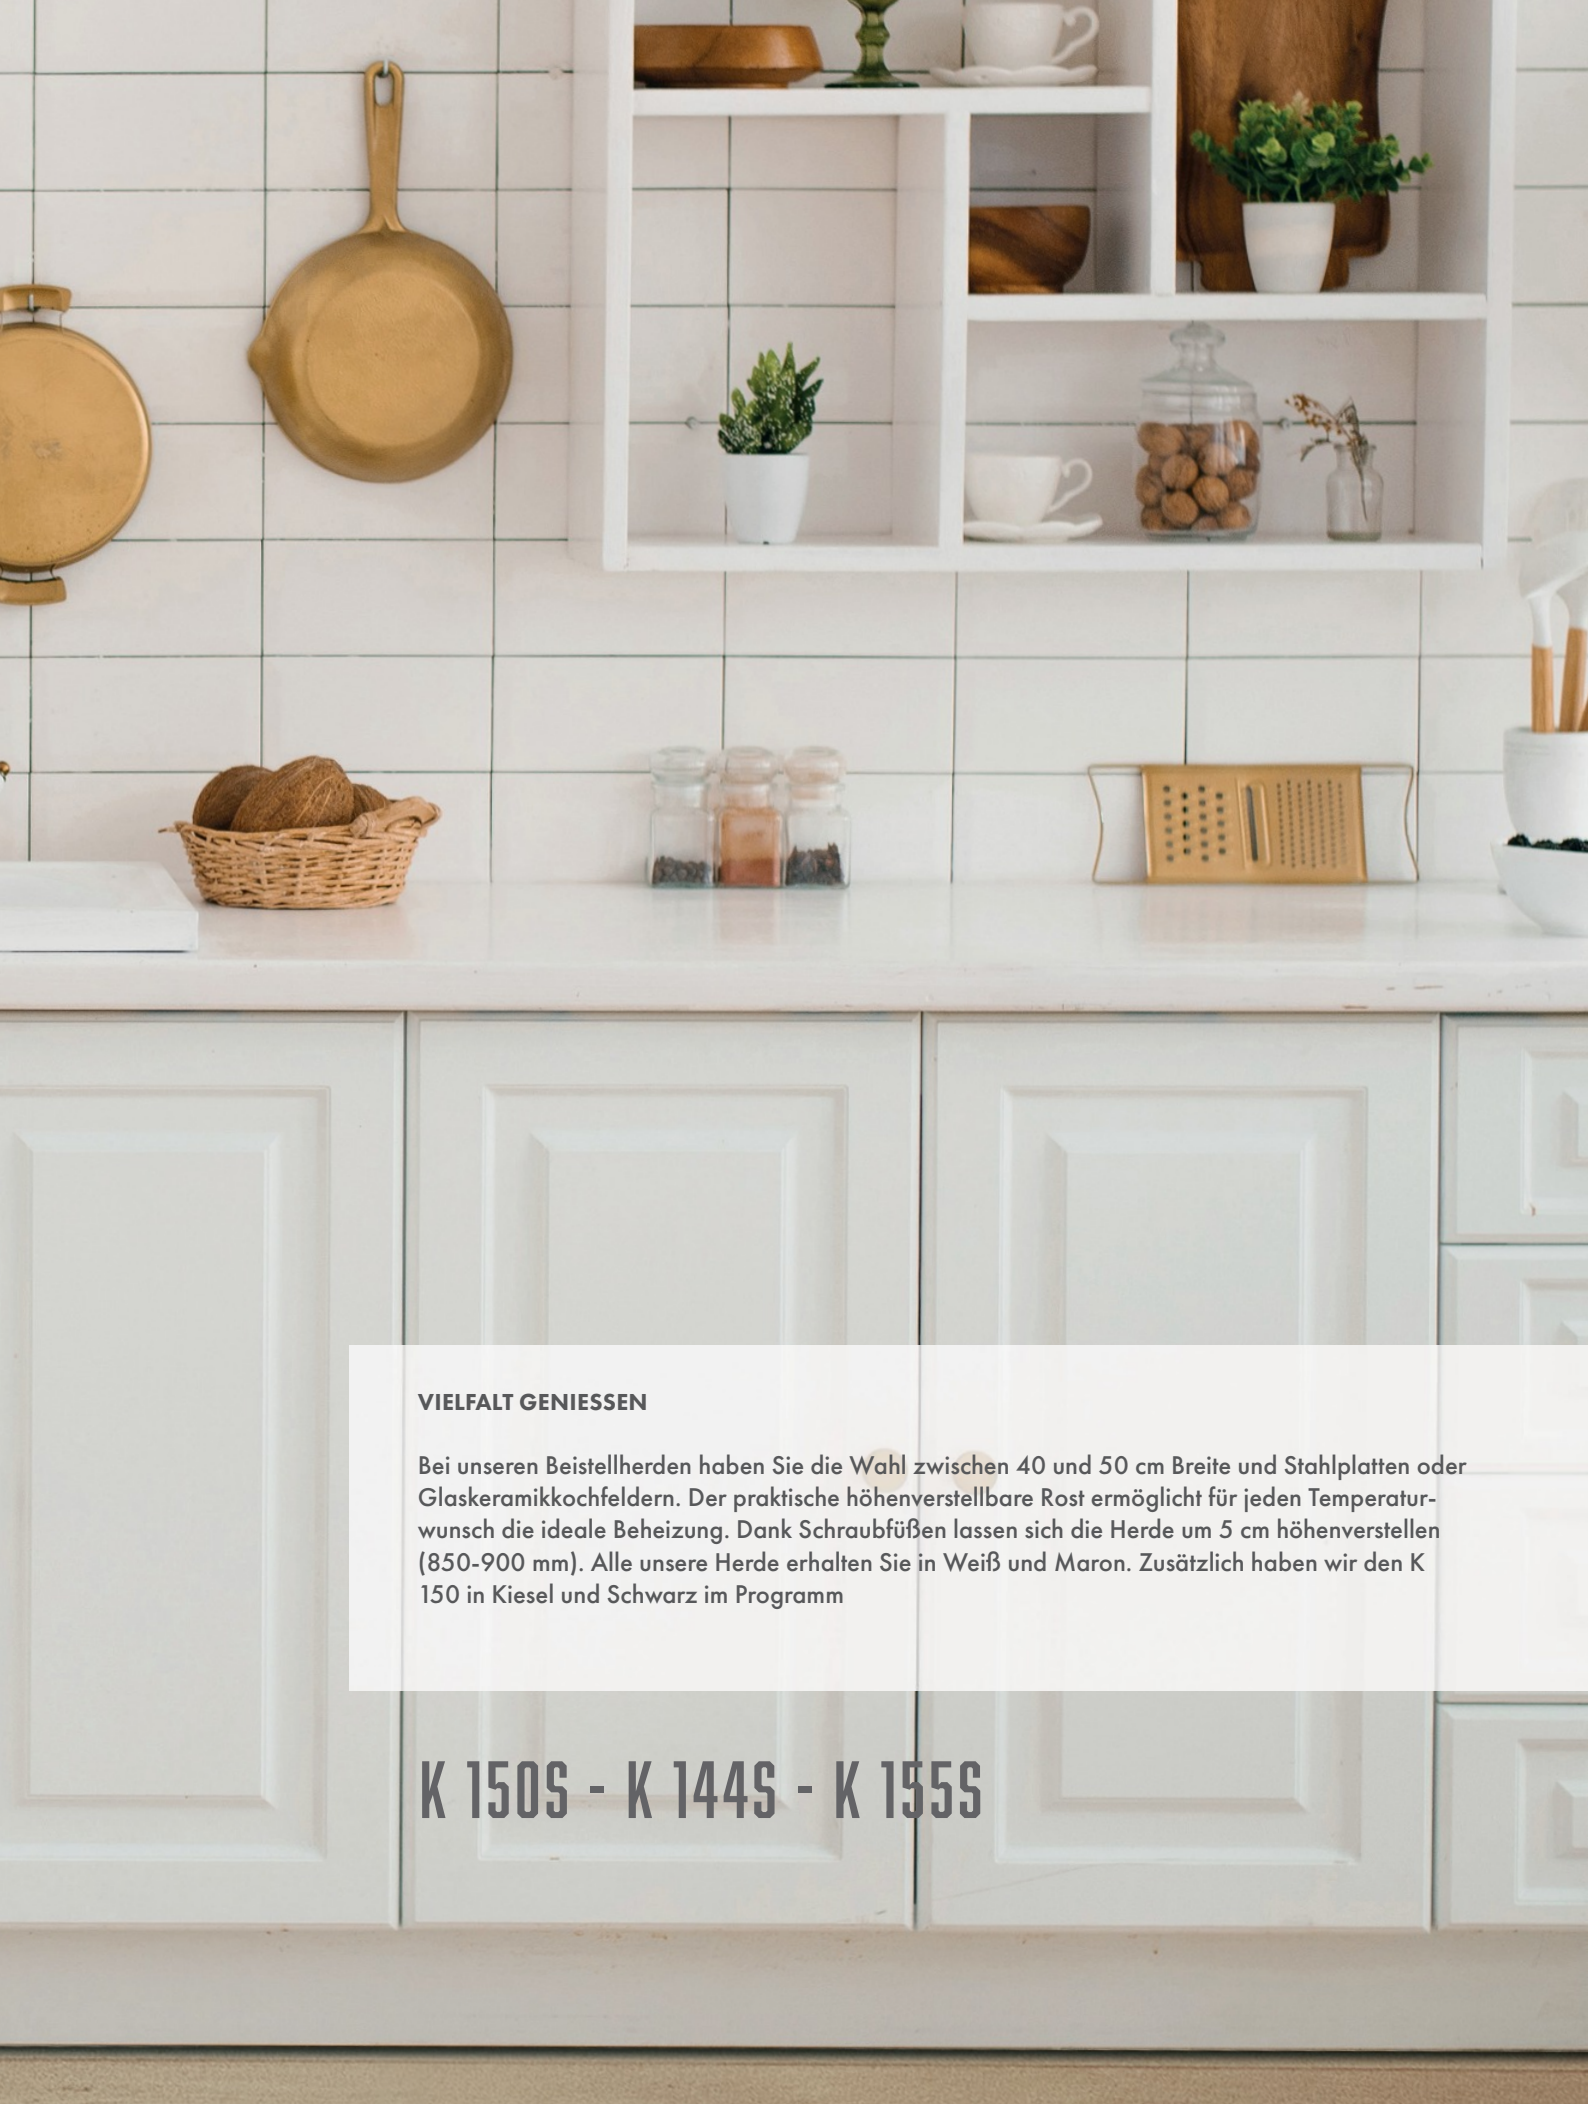 VIELFALT GENIESSEN
Bei unseren Beistellherden haben Sie die Wahl zwischen 40 und 50 cm Breite und Stahlplatten oder
Glaskeramikkochfeldern. Der praktische höhenverstellbare Rost ermöglicht für jeden Temperatur-
wunsch die ideale Beheizung. Dank Schraubfüßen lassen sich die Herde um 5 cm höhenverstellen
(850-900 mm). Alle unsere Herde erhalten Sie in Weiß und Maron. Zusätzlich haben wir den K
150 in Kiesel und Schwarz im Programm
K 150S - K 144S - K 155S